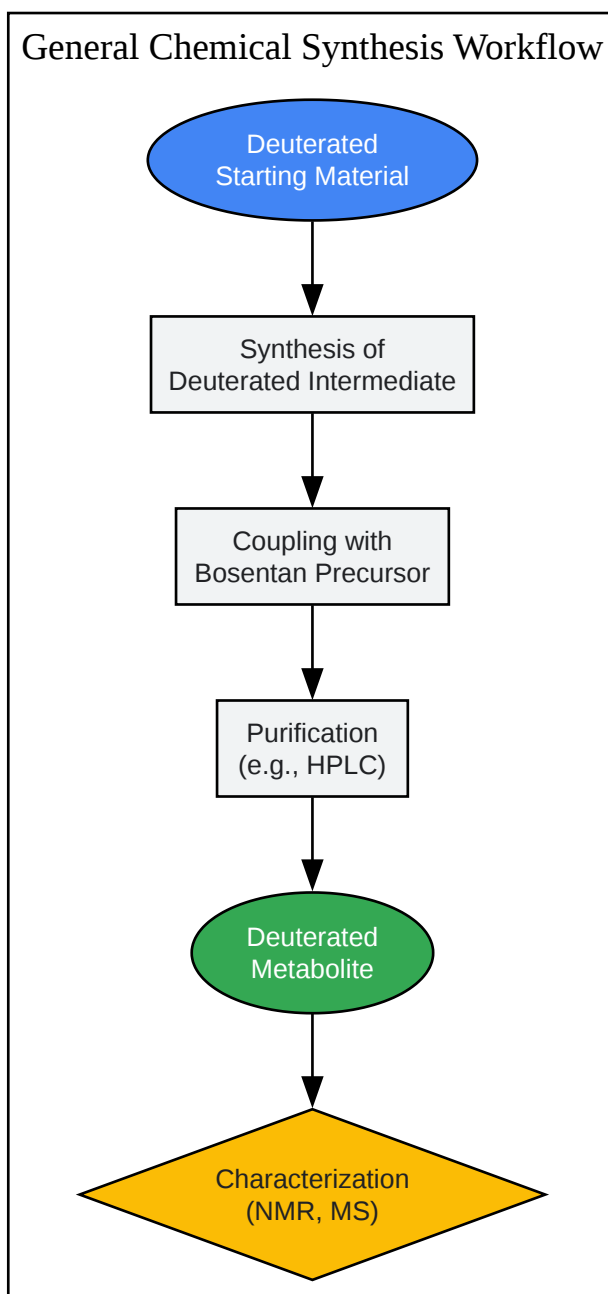 General Chemical Synthesis Workflow
Deuterated
Starting Material
Synthesis of
Deuterated Intermediate
Coupling with
Bosentan Precursor
Purification
(e.g., HPLC)
Deuterated
Metabolite
Characterization
(NMR, MS)